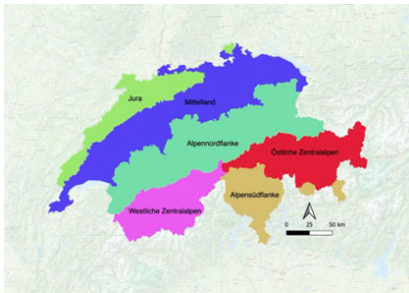 Jura
Mittelland
Alpennordflanke
Östliche Zentralalpen
Westliche Zentralalpen
Alpensüdflanke
0 25 50 km